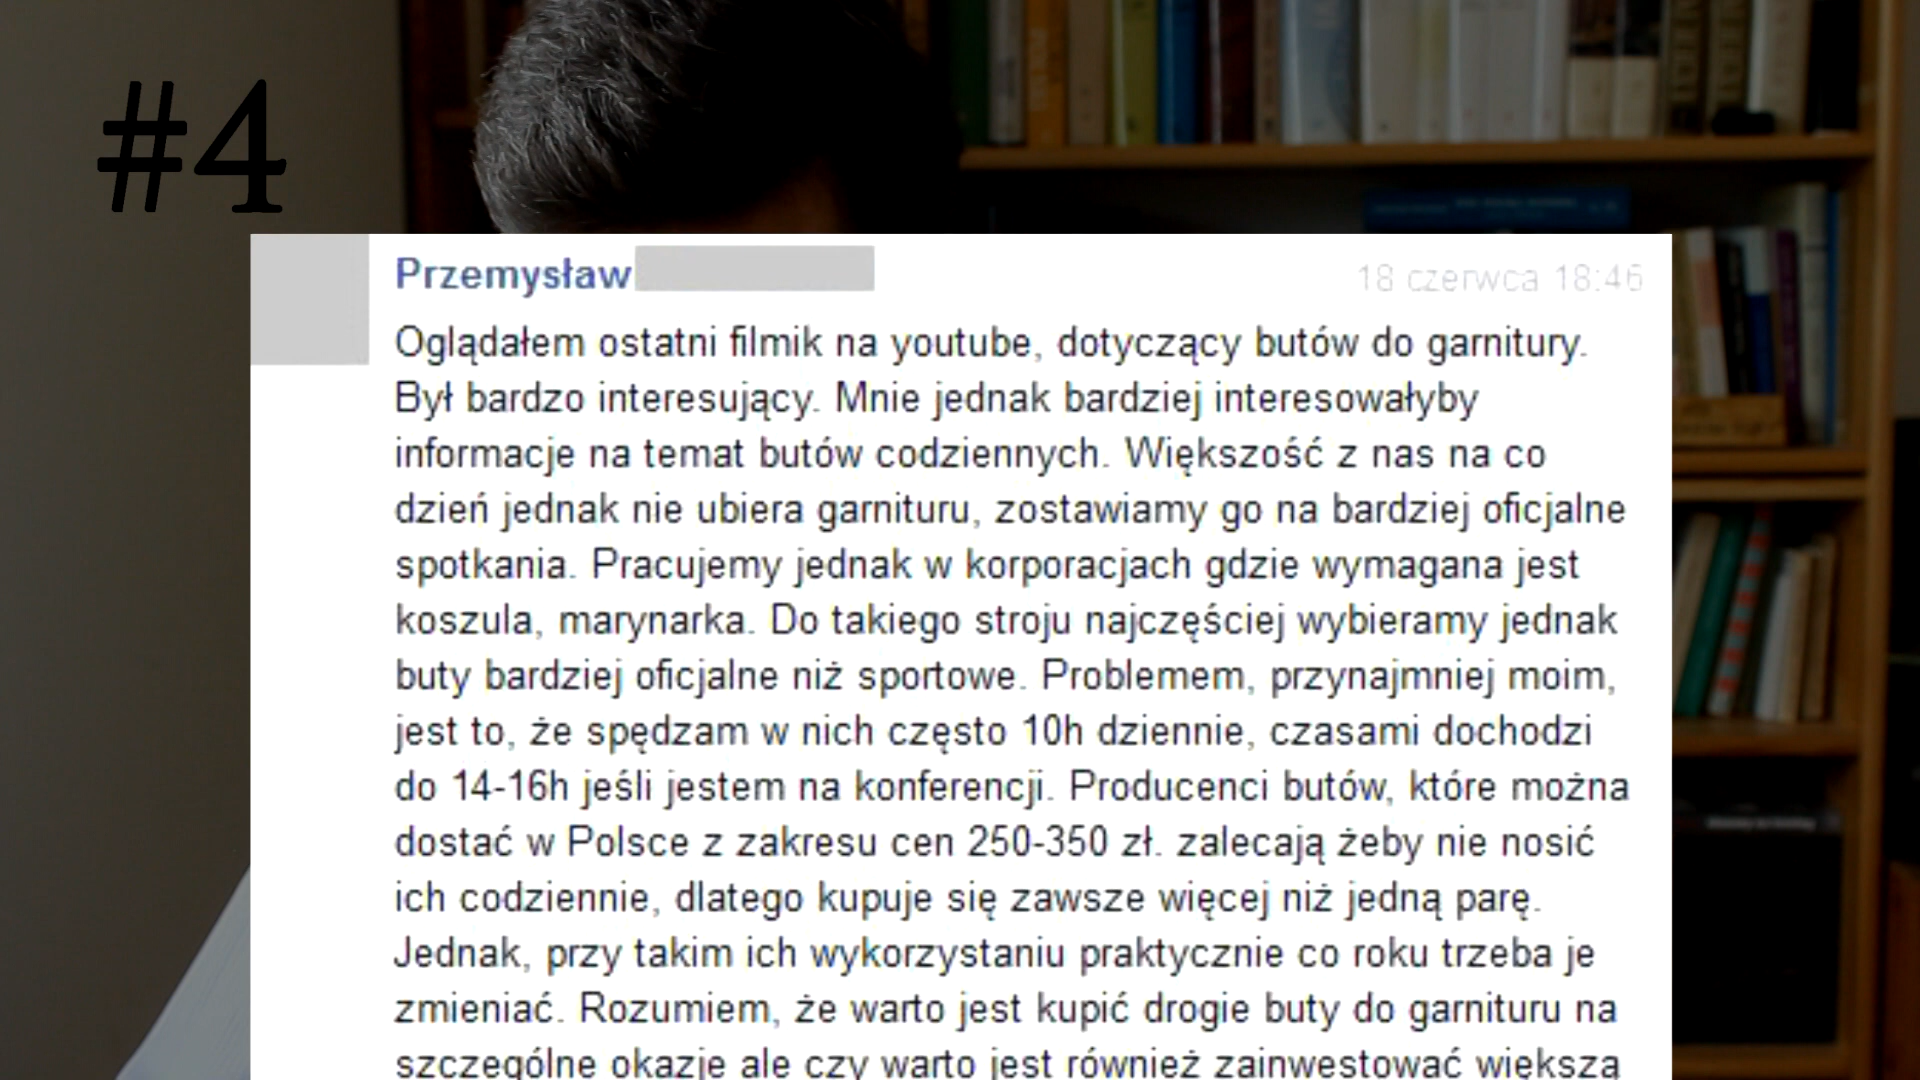 #4
Przemysław
18 czerwca 18:46
Oglądałem ostatni filmik na youtube, dotyczący butów do garnitury.
Był bardzo interesujący. Mnie jednak bardziej interesowałyby
informacje na temat butów codziennych. Większość z nas na co
dzień jednak nie ubiera garnituru, zostawiamy go na bardziej oficjalne
spotkania. Pracujemy jednak w korporacjach gdzie wymagana jest
koszula, marynarka. Do takiego stroju najczęściej wybieramy jednak
buty bardziej oficjalne niż sportowe. Problemem, przynajmniej moim,
jest to, że spędzam w nich często 10h dziennie, czasami dochodzi
do 14-16h jeśli jestem na konferencji. Producenci butów, które można
dostać w Polsce z zakresu cen 250-350 zł. zalecają żeby nie nosić
ich codziennie, dlatego kupuje się zawsze więcej niż jedną parę.
Jednak, przy takim ich wykorzystaniu praktycznie co roku trzeba je
zmieniać. Rozumiem, że warto jest kupić drogie buty do garnituru na
szczególne okazje ale czy warto jest również zainwestować większą